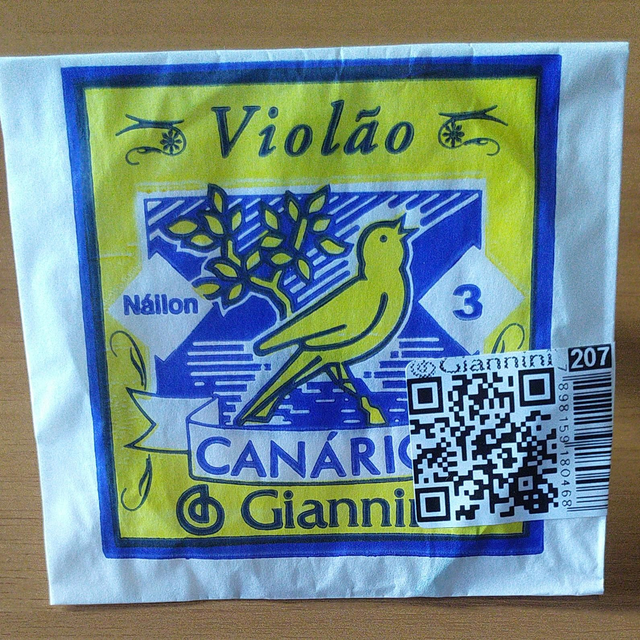 Violão
Náilon
3
CANÁRIO
Giannini
Giannini
207
7898159180468